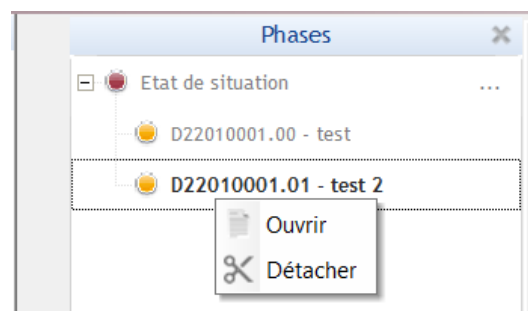 Phases
Etat de situation ...
D22010001.00 - test
D22010001.01 - test 2
Ouvrir
Détacher